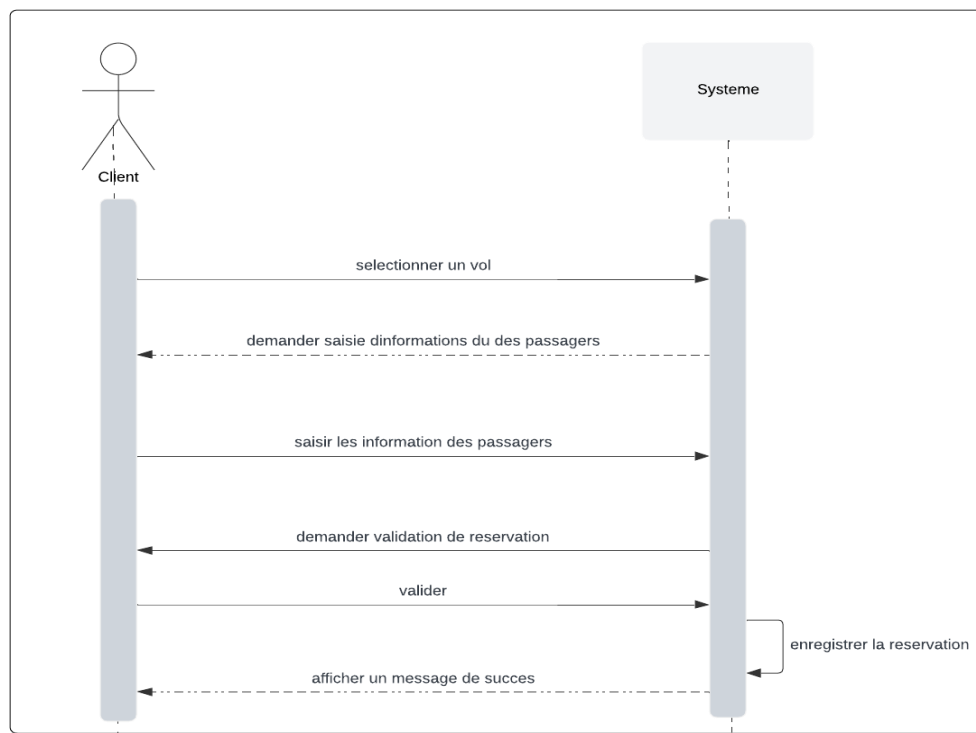 Systeme
Client
selectionner un vol
demander saisie dinformations du des passagers
saisir les information des passagers
demander validation de reservation
valider
enregistrer la reservation
afficher un message de succes